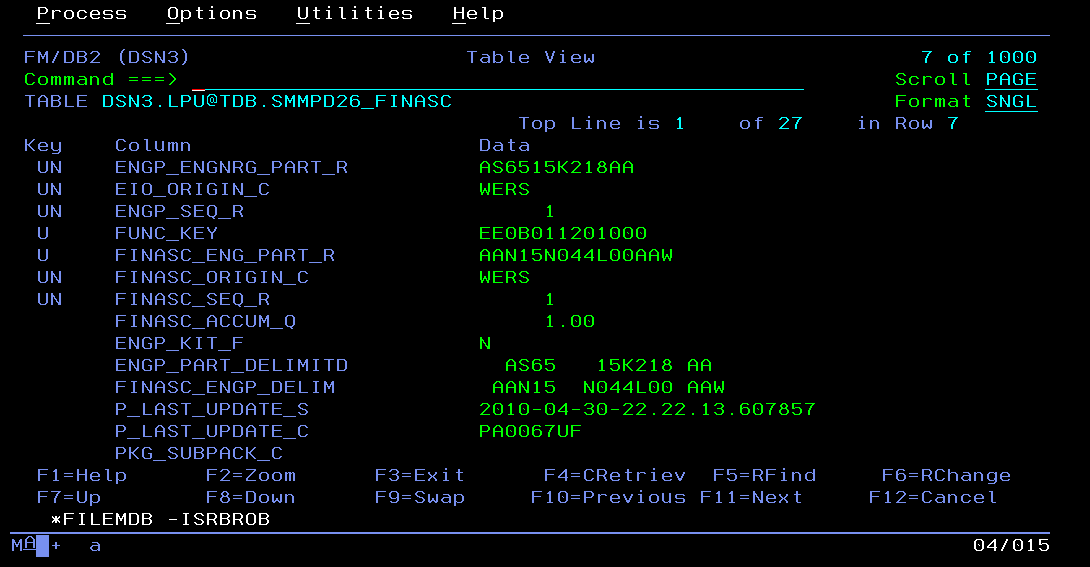 Process Options Utilities Help
FM/DB2 (DSN3) Table View 7 of 1000
Command ===> _ Scroll PAGE
TABLE DSN3.LPU@TDB.SMMPD26_FINASC Format SNGL
Top Line is 1 of 27 in Row 7
Key Column Data
UN ENGP_ENGNRG_PART_R AS6515K218AA
UN EIO_ORIGIN_C WERS
UN ENGP_SEQ_R 1
U FUNC_KEY EE0B011201000
U FINASC_ENG_PART_R AAN15N044L00AAW
UN FINASC_ORIGIN_C WERS
UN FINASC_SEQ_R 1
FINASC_ACCUM_Q 1.00
ENGP_KIT_F N
ENGP_PART_DELIMITD AS65 15K218 AA
FINASC_ENGP_DELIM AAN15 N044L00 AAW
P_LAST_UPDATE_S 2010-04-30-22.22.13.607857
P_LAST_UPDATE_C PA0067UF
PKG_SUBPACK_C
F1=Help F2=Zoom F3=Exit F4=CRetriev F5=RFind F6=RChange
F7=Up F8=Down F9=Swap F10=Previous F11=Next F12=Cancel
*FILEMDB -ISRBROB
MA + a 04/015